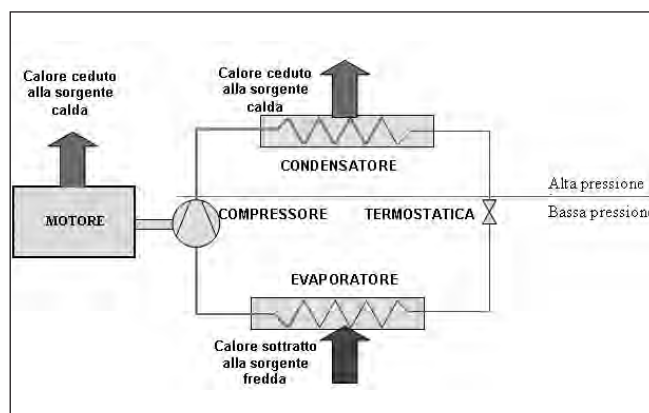 Calore ceduto
alla sorgente
calda
Calore ceduto
alla sorgente
calda
CONDENSATORE
Alta pressione
MOTORE
COMPRESSORE
TERMOSTATICA
Bassa pressione
EVAPORATORE
Calore sottratto
alla sorgente
fredda